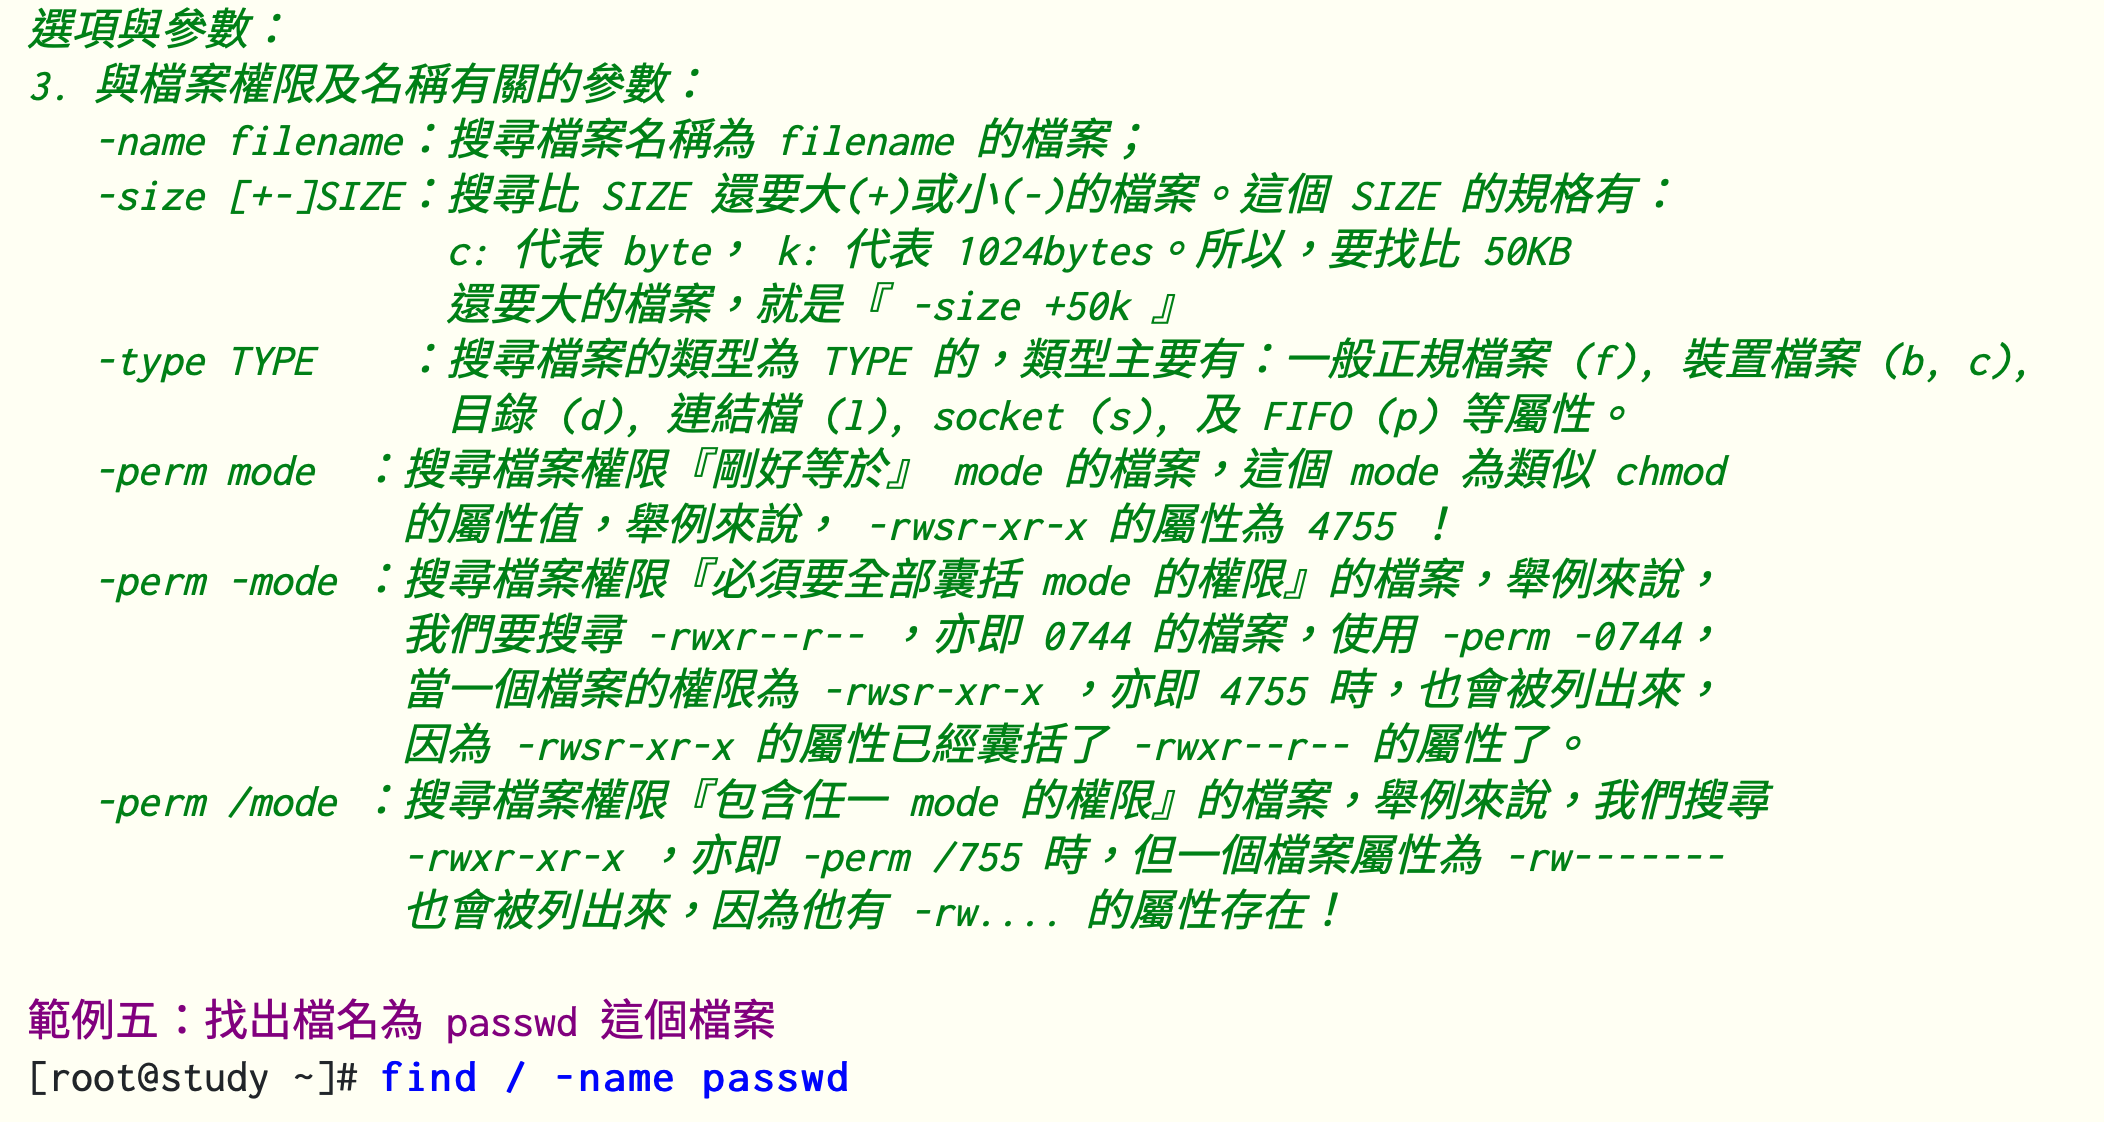 選項與參數：
3. 與檔案權限及名稱有關的參數：
-name filename：搜尋檔案名稱為 filename 的檔案；
-size [+-]SIZE：搜尋比 SIZE 還要大(+)或小(-)的檔案。這個 SIZE 的規格有：
c: 代表 byte， k: 代表 1024bytes。所以，要找比 50KB
還要大的檔案，就是『 -size +50k 』
-type TYPE    ：搜尋檔案的類型為 TYPE 的，類型主要有：一般正規檔案 (f), 裝置檔案 (b, c),
目錄 (d), 連結檔 (l), socket (s), 及 FIFO (p) 等屬性。
-perm mode  ：搜尋檔案權限『剛好等於』 mode 的檔案，這個 mode 為類似 chmod
的屬性值，舉例來說， -rwsr-xr-x 的屬性為 4755 ！
-perm -mode ：搜尋檔案權限『必須要全部囊括 mode 的權限』的檔案，舉例來說，
我們要搜尋 -rwxr--r-- ，亦即 0744 的檔案，使用 -perm -0744，
當一個檔案的權限為 -rwsr-xr-x ，亦即 4755 時，也會被列出來，
因為 -rwsr-xr-x 的屬性已經囊括了 -rwxr--r-- 的屬性了。
-perm /mode ：搜尋檔案權限『包含任一 mode 的權限』的檔案，舉例來說，我們搜尋
-rwxr-xr-x ，亦即 -perm /755 時，但一個檔案屬性為 -rw-------
也會被列出來，因為他有 -rw.... 的屬性存在！
範例五：找出檔名為 passwd 這個檔案
[root@study ~]# find / -name passwd